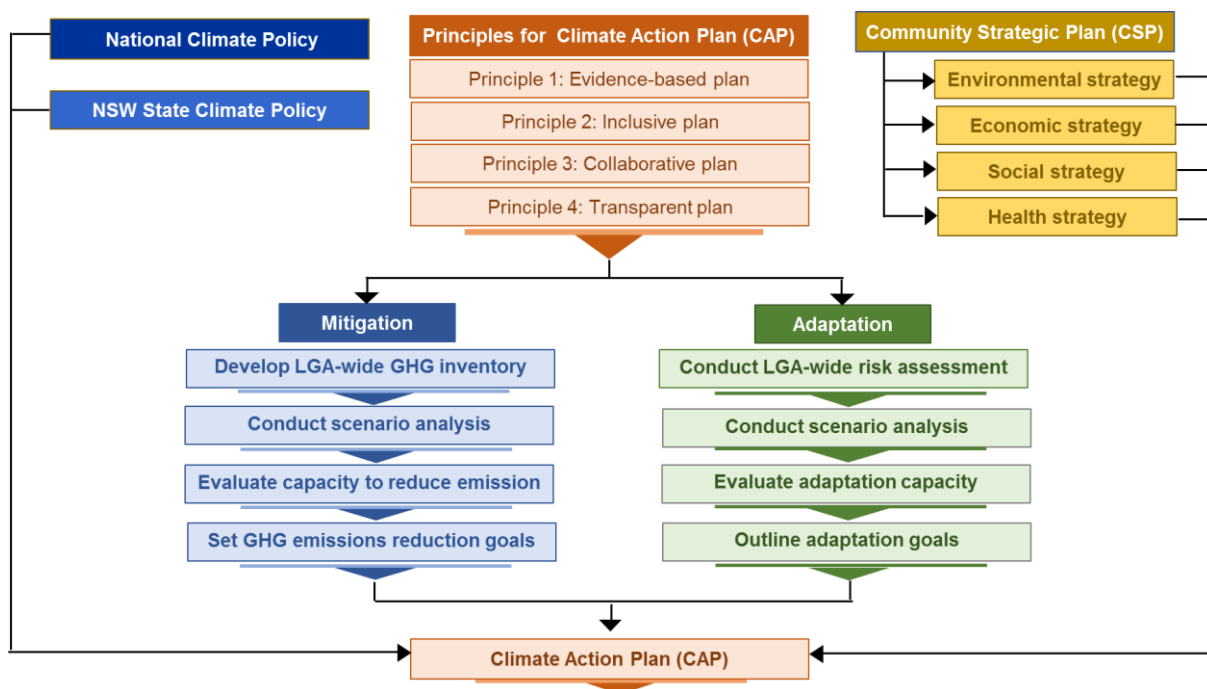 National Climate Policy
NSW State Climate Policy
Principles for Climate Action Plan (CAP)
Principle 1: Evidence-based plan
Principle 2: Inclusive plan
Principle 3: Collaborative plan
Principle 4: Transparent plan
Community Strategic Plan (CSP)
Environmental strategy
Economic strategy
Social strategy
Health strategy
Mitigation
Develop LGA-wide GHG inventory
Conduct scenario analysis
Evaluate capacity to reduce emission
Set GHG emissions reduction goals
Adaptation
Conduct LGA-wide risk assessment
Conduct scenario analysis
Evaluate adaptation capacity
Outline adaptation goals
Climate Action Plan (CAP)